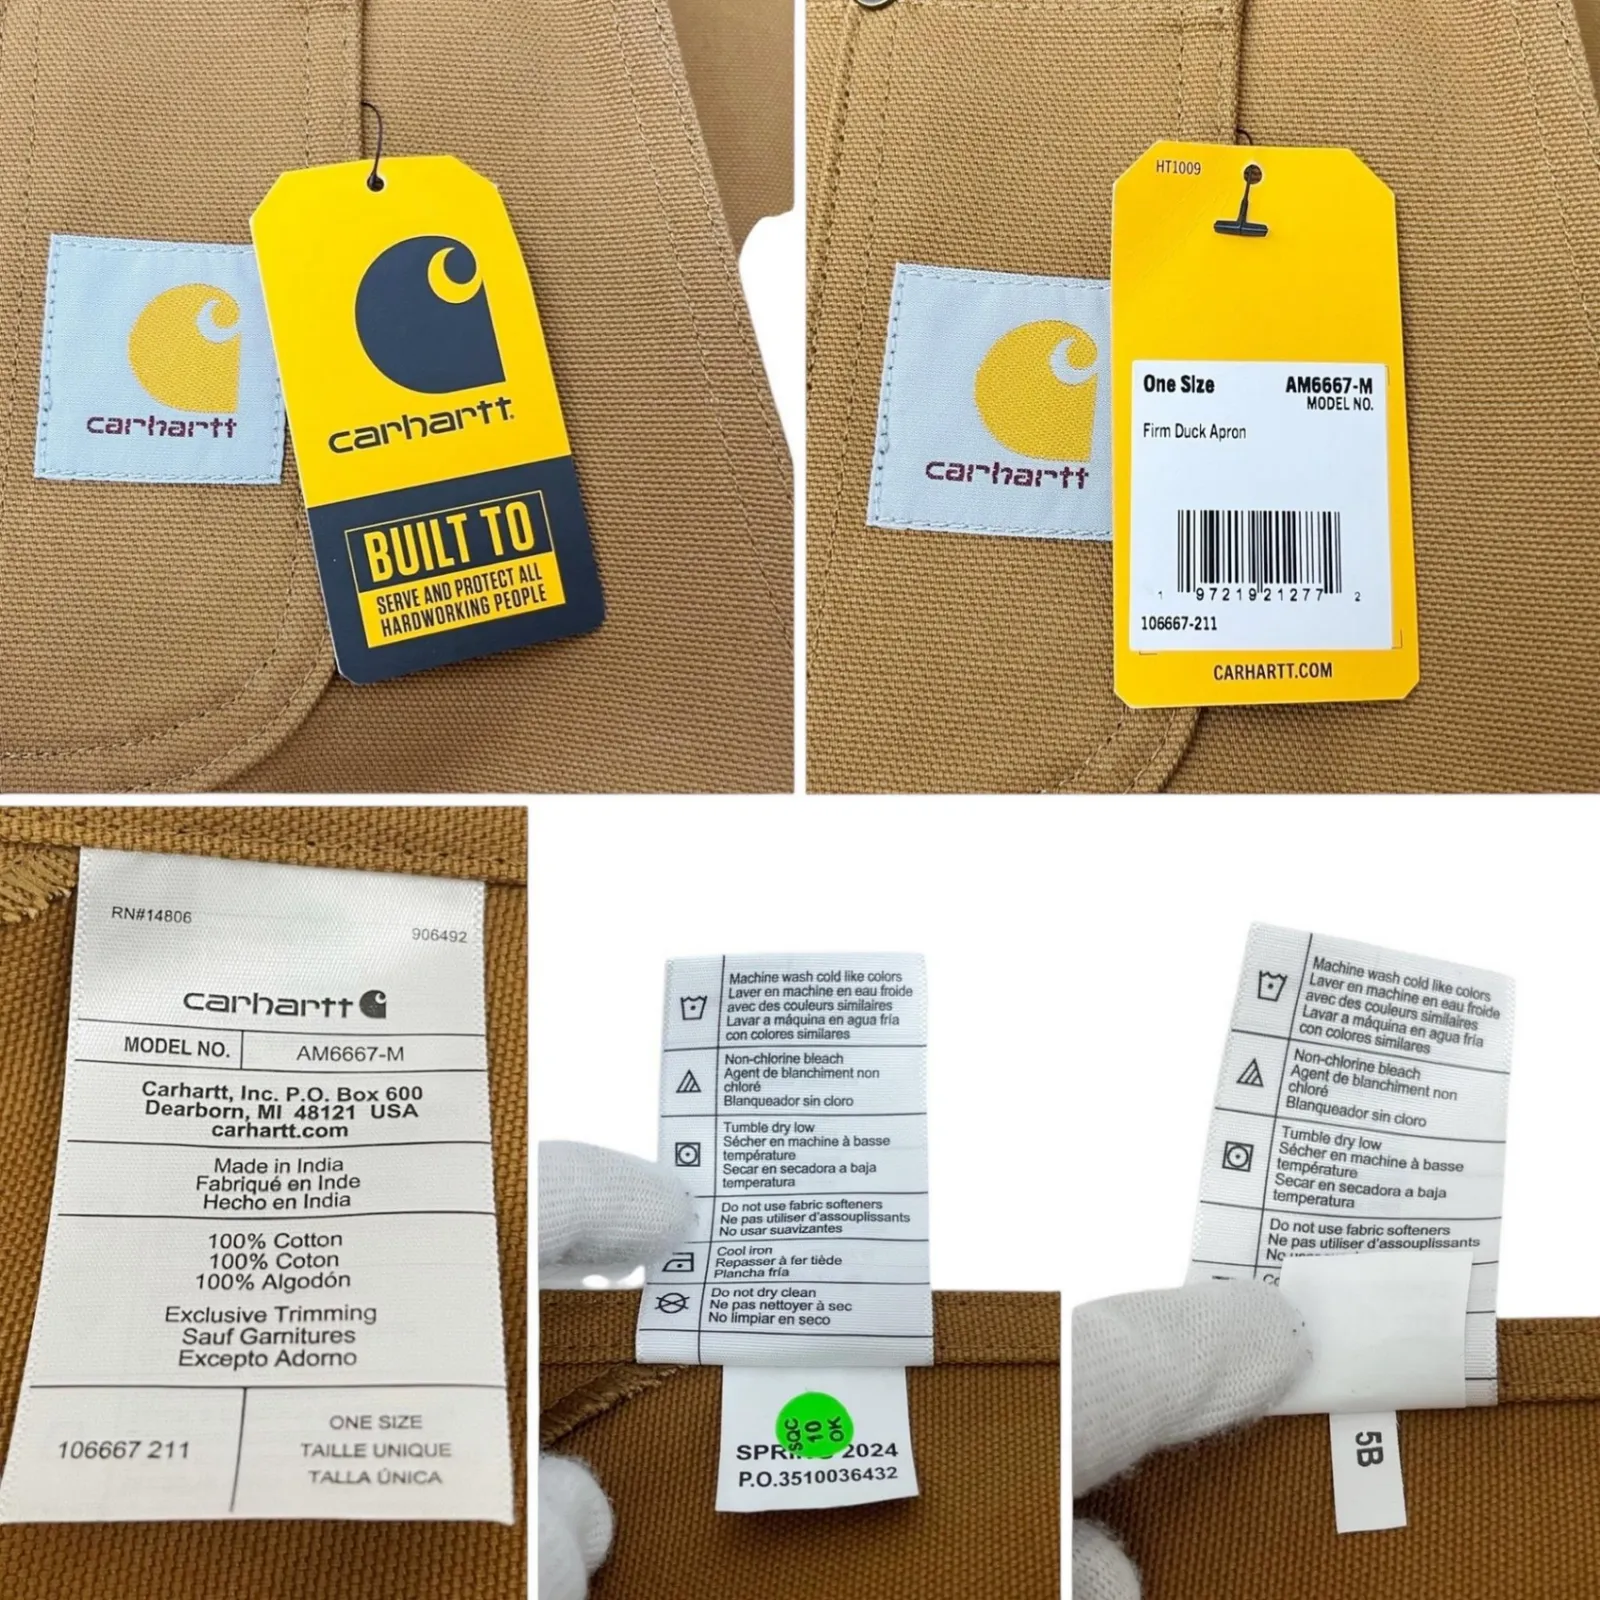 carhartt
carhartt.
BUILT TO
SERVE AND PROTECT ALL
HARDWORKING PEOPLE
carhartt
HT1009
One Size
AM6667-M
MODEL NO.
Firm Duck Apron
1 97219 21277 2
106667-211
CARHARTT.COM
RN#14806
906492
carhartt
MODEL NO.
AM6667-M
Carhartt, Inc. P.O. Box 600
Dearborn, MI 48121 USA
carhartt.com
Made in India
Fabriqué en Inde
Hecho en India
100% Cotton
100% Coton
100% Algodón
Exclusive Trimming
Sauf Garnitures
Excepto Adorno
106667 211
ONE SIZE
TAILLE UNIQUE
TALLA ÚNICA
Machine wash cold like colors
Laver en machine en eau froide
avec des couleurs similaires
Lavar a máquina en agua fría
con colores similares
Non-chlorine bleach
Agent de blanchiment non
chloré
Blanqueador sin cloro
Tumble dry low
Sécher en machine à basse
température
Secar en secadora a baja
temperatura
Do not use fabric softeners
Ne pas utiliser d'assouplissants
No usar suavizantes
Cool iron
Repasser à fer tiède
Plancha fría
Do not dry clean
Ne pas nettoyer à sec
No limpiar en seco
SQC
10
OK
2024
P.O.3510036432
Machine wash cold like colors
Laver en machine en eau froide
avec des couleurs similaires
Lavar a máquina en agua fría
con colores similares
Non-chlorine bleach
Agent de blanchiment non
chloré
Blanqueador sin cloro
Tumble dry low
Sécher en machine à basse
température
Secar en secadora a baja
temperatura
Do not use fabric softeners
Ne pas utiliser d'assouplissants
No
5B